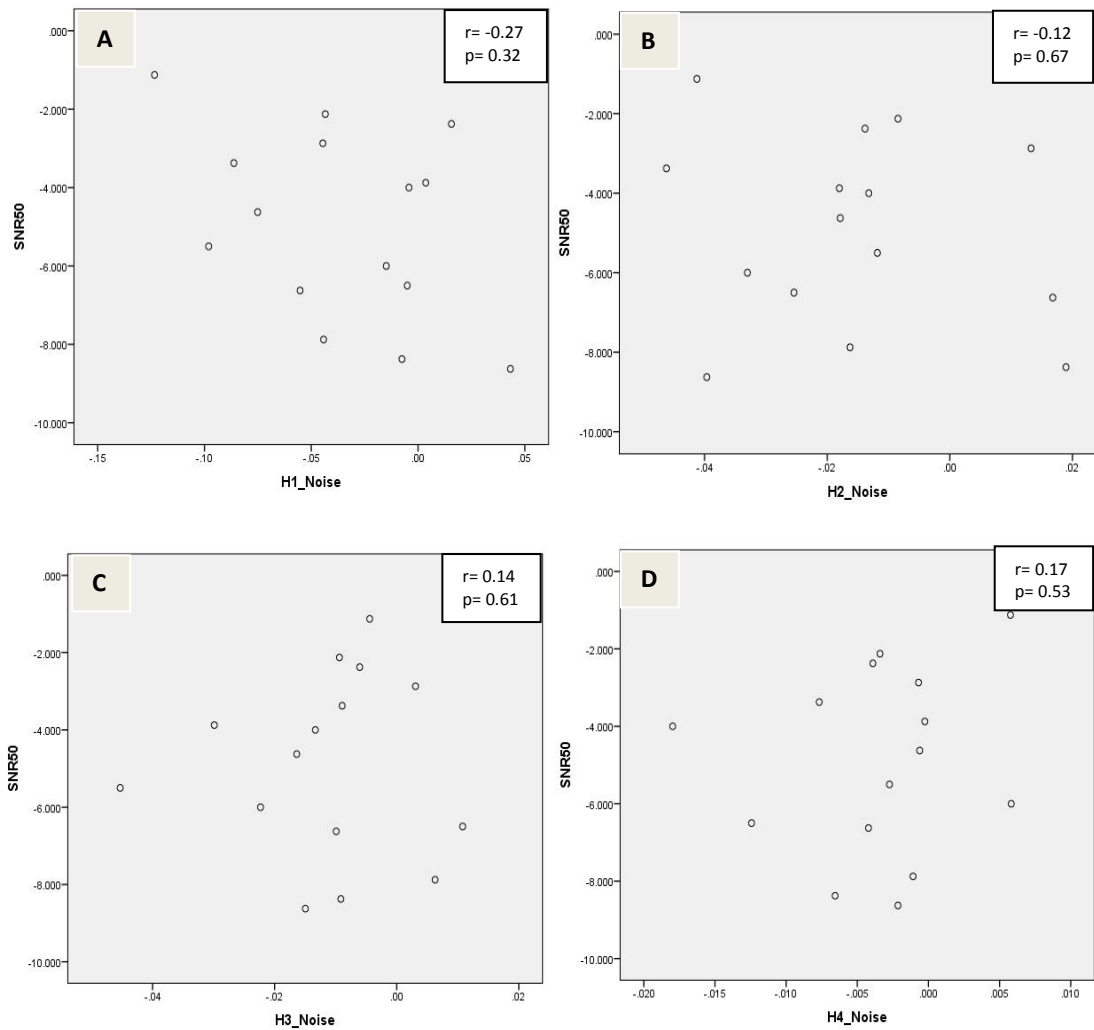 A
r= -0.27
p= 0.32
.000
-2.000
-4.000
-6.000
-8.000
-10.000
SNR50
-.15
-.10
-.05
.00
.05
H1_Noise
B
r= -0.12
p= 0.67
.000
-2.000
-4.000
-6.000
-8.000
-10.000
SNR50
-.04
-.02
.00
.02
H2_Noise
C
r= 0.14
p= 0.61
.000
-2.000
-4.000
-6.000
-8.000
-10.000
SNR50
-.04
-.02
.00
.02
H3_Noise
D
r= 0.17
p= 0.53
.000
-2.000
-4.000
-6.000
-8.000
-10.000
SNR50
-.020
-.015
-.010
-.005
.000
.005
.010
H4_Noise